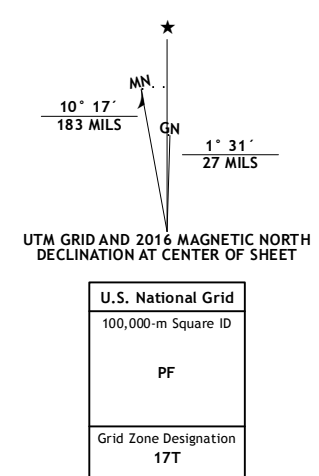 MN
10° 17´
183 MILS
GN
1° 31´
27 MILS
UTM GRID AND 2016 MAGNETIC NORTH
DECLINATION AT CENTER OF SHEET
U.S. National Grid
100,000-m Square ID
PF
Grid Zone Designation
17T